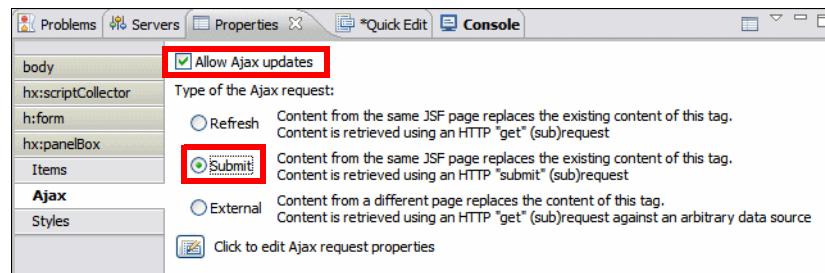 Problems Servers Properties *Quick Edit Console
body
Allow Ajax updates
hx:scriptCollector
Type of the Ajax request:
h:form
Refresh
Content from the same JSF page replaces the existing content of this tag.
Content is retrieved using an HTTP "get" (sub)request
hx:panelBox
Items
Submit
Content from the same JSF page replaces the existing content of this tag.
Content is retrieved using an HTTP "submit" (sub)request
Ajax
Styles
External
Content from a different page replaces the content of this tag.
Content is retrieved using an HTTP "get" (sub)request against an arbitrary data source
Click to edit Ajax request properties